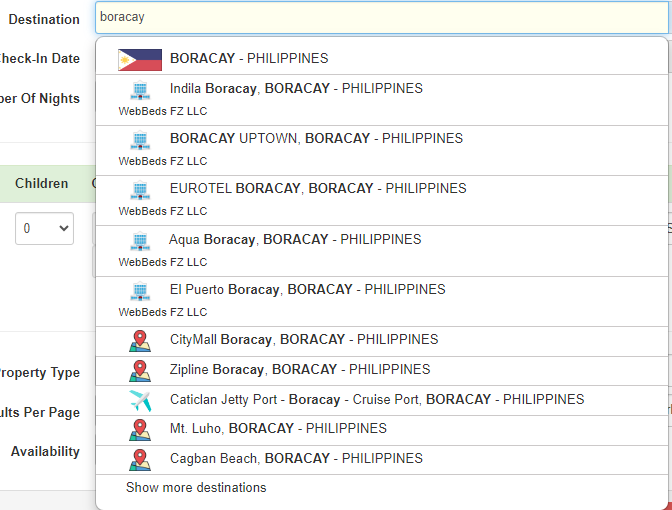 Destination
boracay
heck-In Date
BORACAY - PHILIPPINES
Indila Boracay, BORACAY - PHILIPPINES
ber Of Nights
WebBeds FZ LLC
BORACAY UPTOWN, BORACAY - PHILIPPINES
WebBeds FZ LLC
Children
EUROTEL BORACAY, BORACAY - PHILIPPINES
WebBeds FZ LLC
0
Aqua Boracay, BORACAY - PHILIPPINES
WebBeds FZ LLC
El Puerto Boracay, BORACAY - PHILIPPINES
WebBeds FZ LLC
CityMall Boracay, BORACAY - PHILIPPINES
roperty Type
Zipline Boracay, BORACAY - PHILIPPINES
Caticlan Jetty Port - Boracay - Cruise Port, BORACAY - PHILIPPINES
ults Per Page
Mt. Luho, BORACAY - PHILIPPINES
Availability
Cagban Beach, BORACAY - PHILIPPINES
Show more destinations